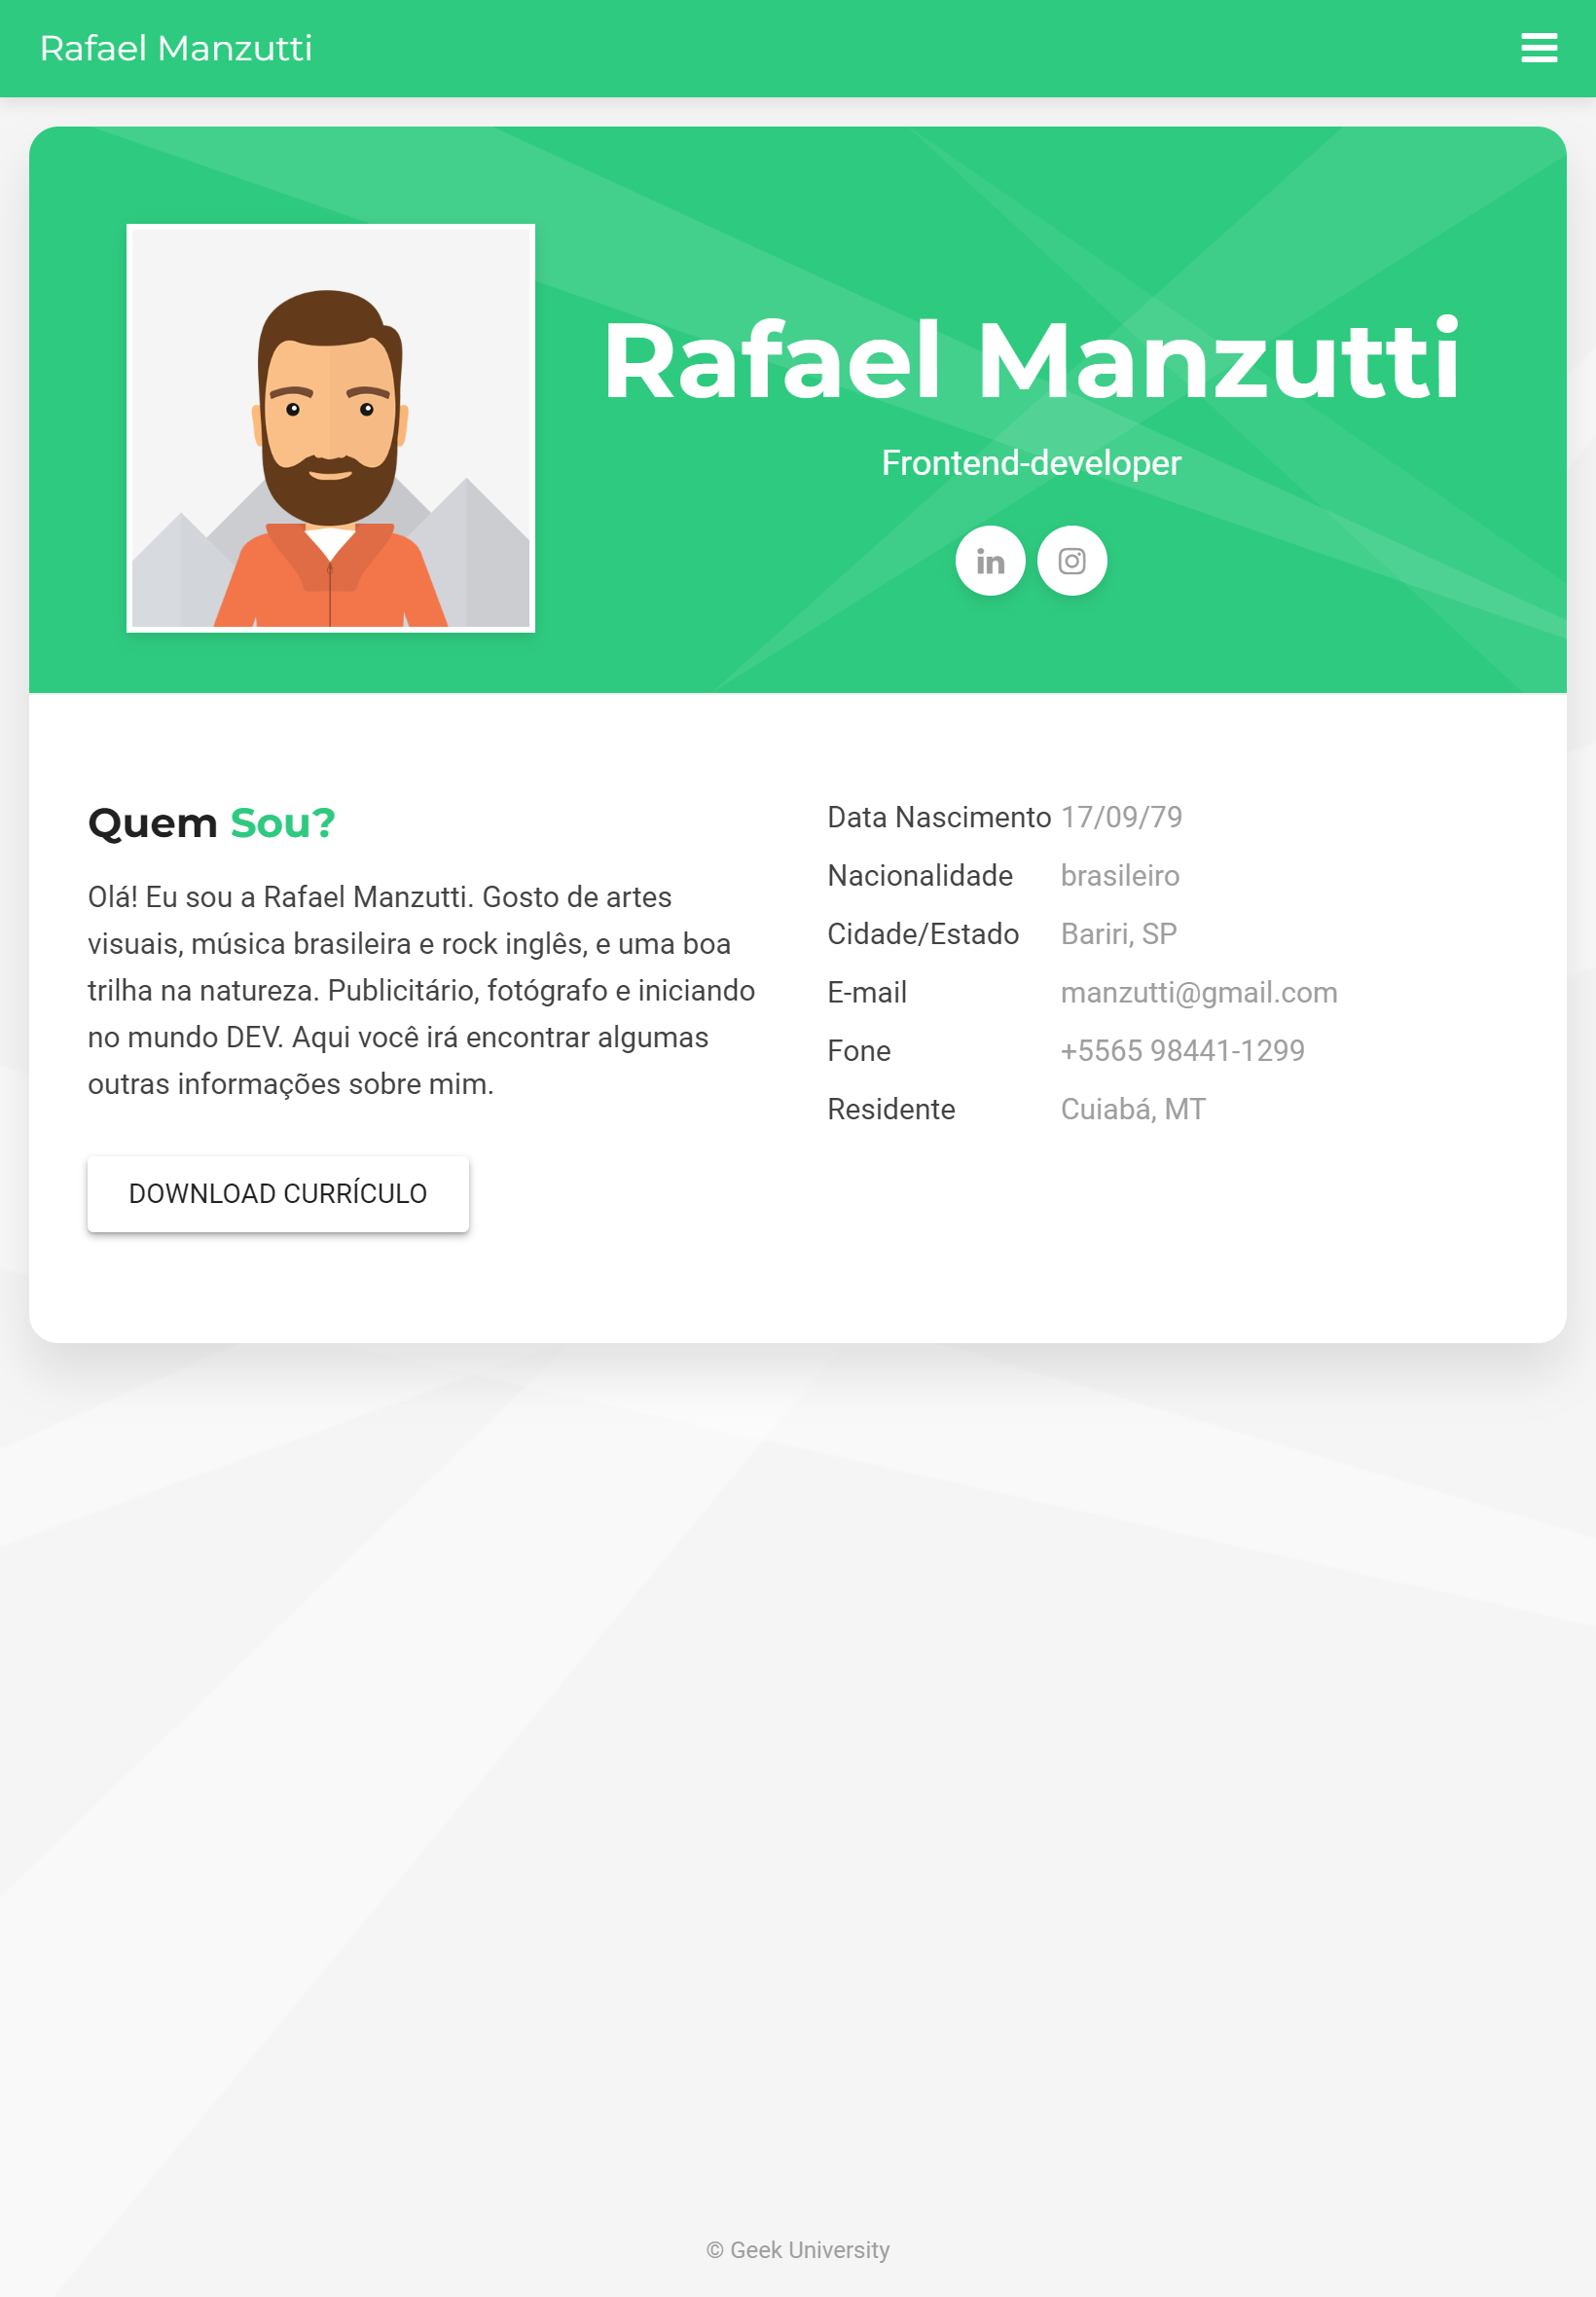 Rafael Manzutti
Rafael Manzutti
Frontend-developer
in
Quem Sou?
Olá! Eu sou a Rafael Manzutti. Gosto de artes
visuais, música brasileira e rock inglês, e uma boa
trilha na natureza. Publicitário, fotógrafo e iniciando
no mundo DEV. Aqui você irá encontrar algumas
outras informações sobre mim.
DOWNLOAD CURRÍCULO
Data Nascimento 17/09/79
Nacionalidade brasileiro
Cidade/Estado Bariri, SP
E-mail manzutti@gmail.com
Fone +5565 98441-1299
Residente Cuiabá, MT
© Geek University